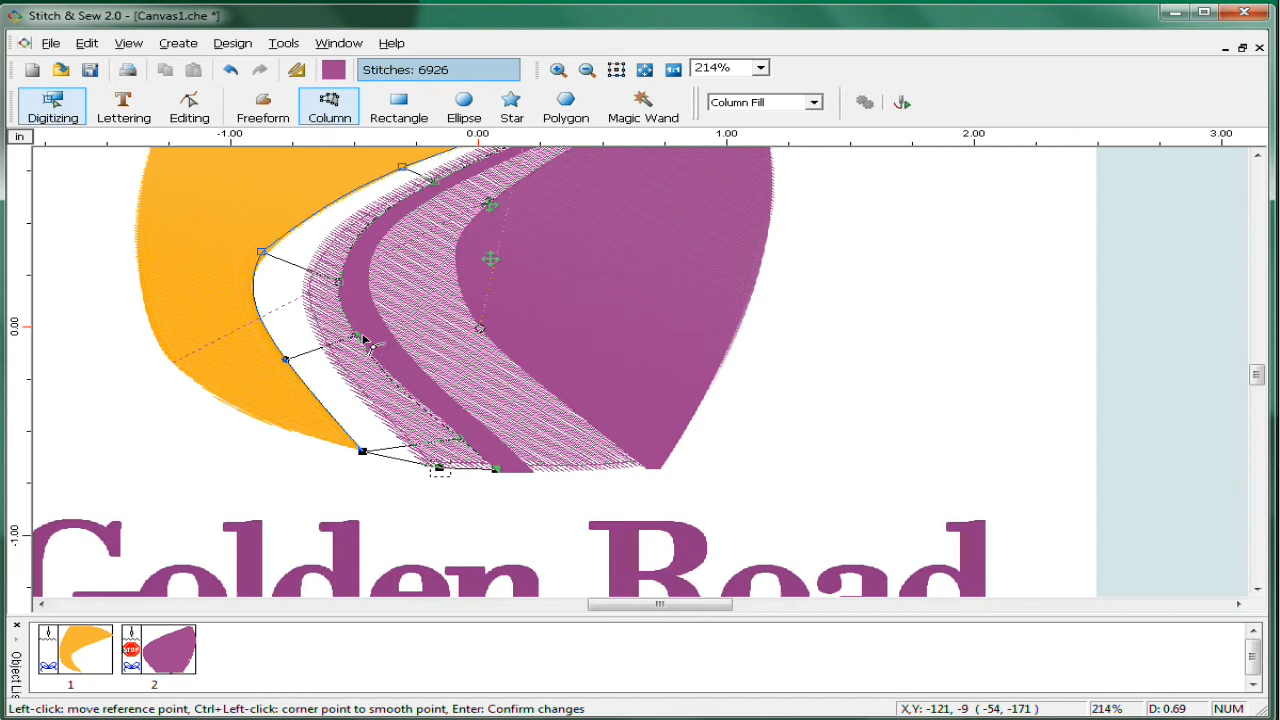 Stitch & Sew 2.0 - [Canvas1.che *]
File Edit View Create Design Tools Window Help
Stitches: 6926
214%
Digitizing Lettering Editing Freeform Column Rectangle Ellipse Star Polygon Magic Wand Column Fill
in -1.00 0.00 1.00 2.00 3.00
0.00
-1.00
Golden Road
STOP
1 2
Object Lis
Left-click: move reference point, Ctrl+Left-click: corner point to smooth point, Enter: Confirm changes X,Y: -121, -9 ( -54, -171 ) 214% D: 0.69 NUM